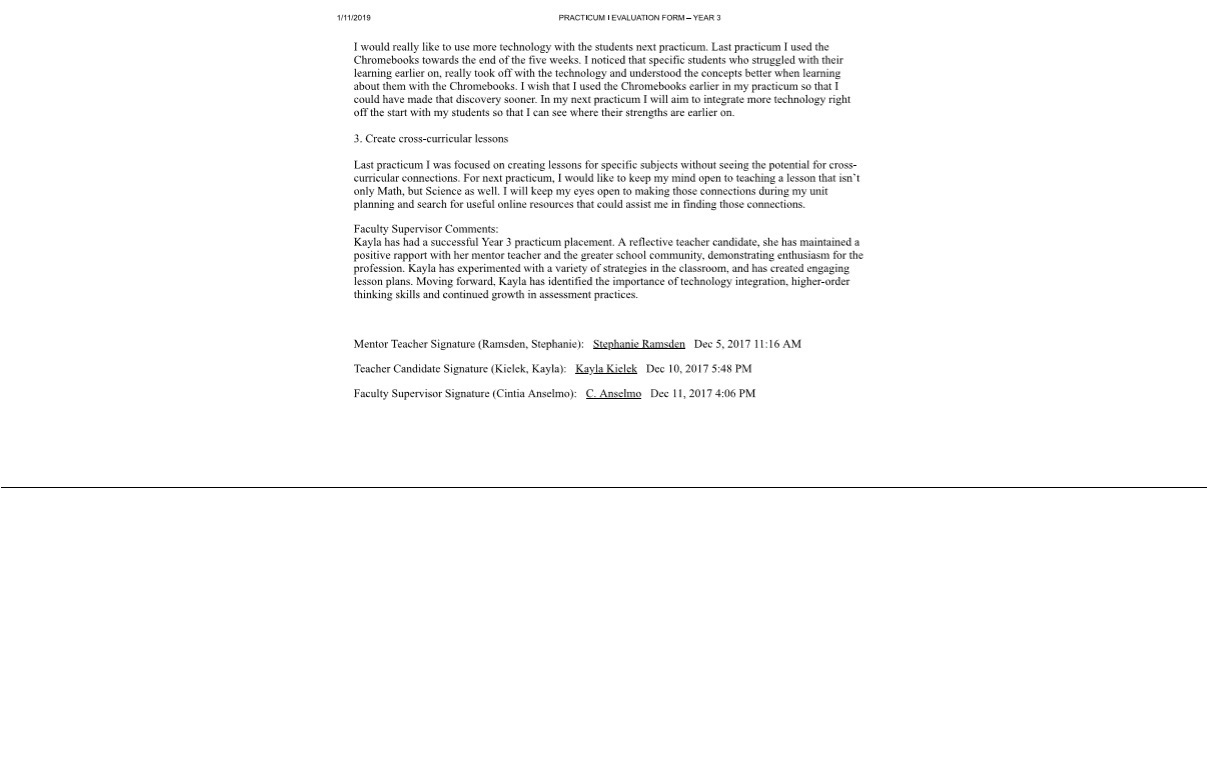 1/11/2019 PRACTICUM I EVALUATION FORM – YEAR 3
I would really like to use more technology with the students next practicum. Last practicum I used the
Chromebooks towards the end of the five weeks. I noticed that specific students who struggled with their
learning earlier on, really took off with the technology and understood the concepts better when learning
about them with the Chromebooks. I wish that I used the Chromebooks earlier in my practicum so that I
could have made that discovery sooner. In my next practicum I will aim to integrate more technology right
off the start with my students so that I can see where their strengths are earlier on.
3. Create cross-curricular lessons
Last practicum I was focused on creating lessons for specific subjects without seeing the potential for cross-
curricular connections. For next practicum, I would like to keep my mind open to teaching a lesson that isn’t
only Math, but Science as well. I will keep my eyes open to making those connections during my unit
planning and search for useful online resources that could assist me in finding those connections.
Faculty Supervisor Comments:
Kayla has had a successful Year 3 practicum placement. A reflective teacher candidate, she has maintained a
positive rapport with her mentor teacher and the greater school community, demonstrating enthusiasm for the
profession. Kayla has experimented with a variety of strategies in the classroom, and has created engaging
lesson plans. Moving forward, Kayla has identified the importance of technology integration, higher-order
thinking skills and continued growth in assessment practices.
Mentor Teacher Signature (Ramsden, Stephanie): Stephanie Ramsden Dec 5, 2017 11:16 AM
Teacher Candidate Signature (Kielek, Kayla): Kayla Kielek Dec 10, 2017 5:48 PM
Faculty Supervisor Signature (Cintia Anselmo): C. Anselmo Dec 11, 2017 4:06 PM